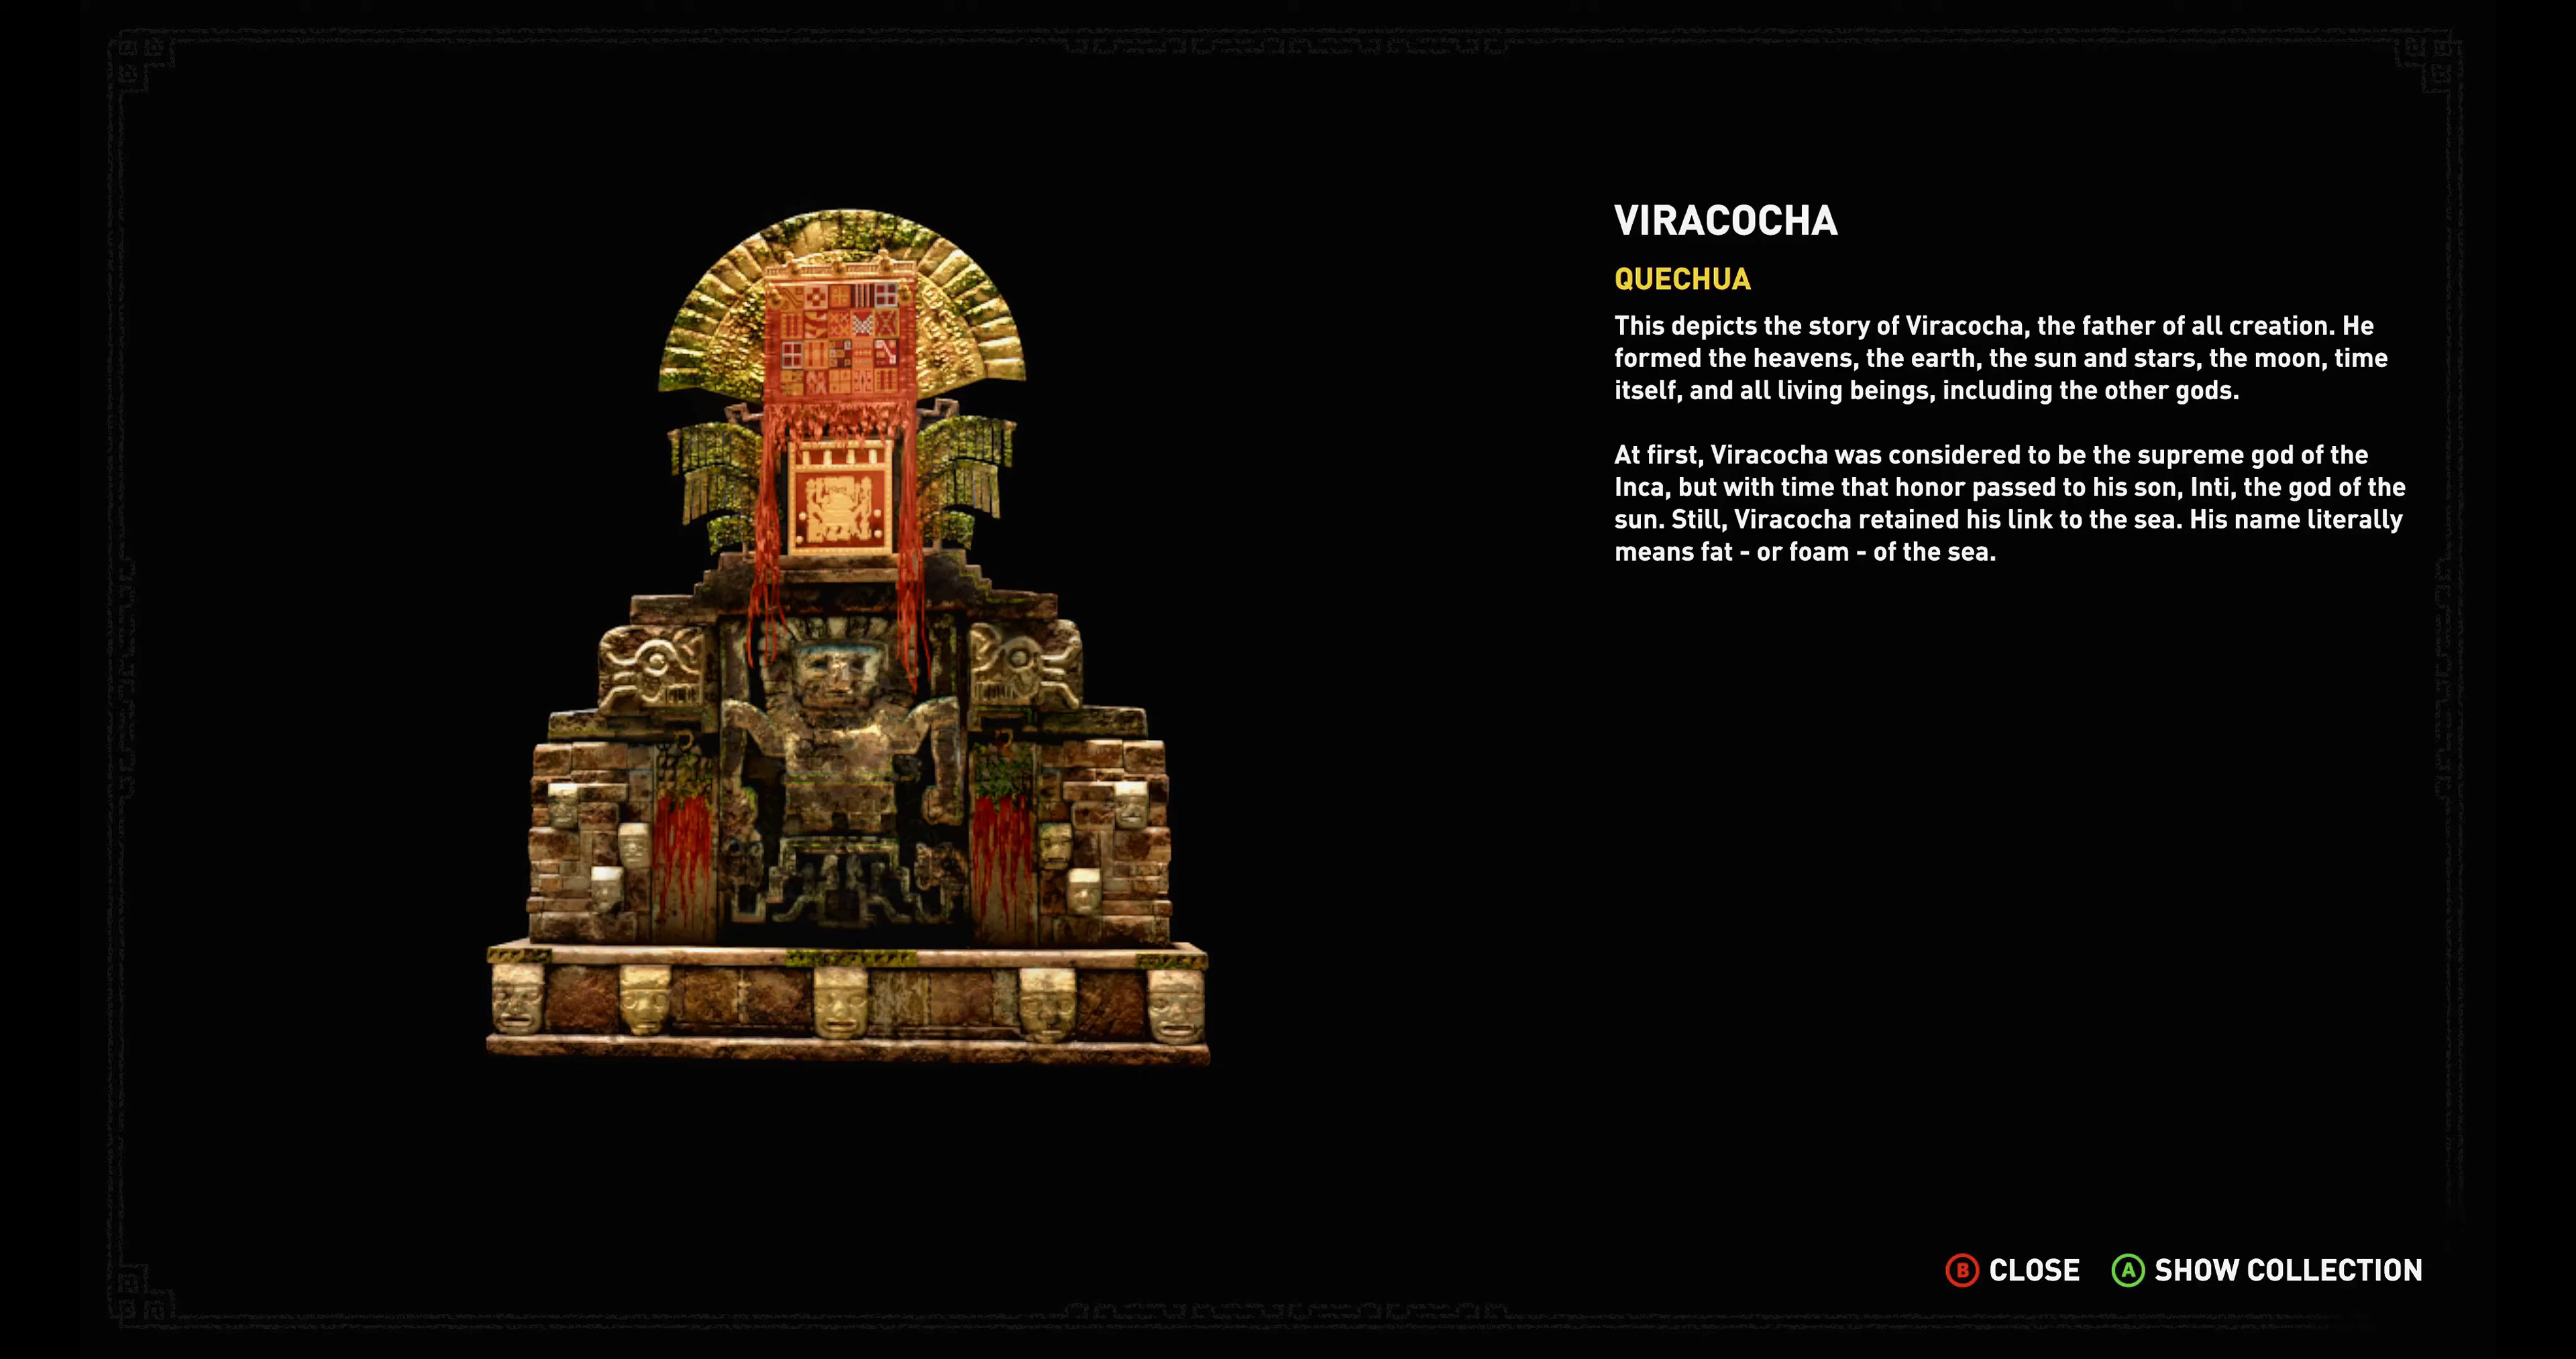 VIRACOCHA
QUECHUA
This depicts the story of Viracocha, the father of all creation. He
formed the heavens, the earth, the sun and stars, the moon, time
itself, and all living beings, including the other gods.
At first, Viracocha was considered to be the supreme god of the
Inca, but with time that honor passed to his son, Inti, the god of the
sun. Still, Viracocha retained his link to the sea. His name literally
means fat - or foam - of the sea.
B CLOSE A SHOW COLLECTION